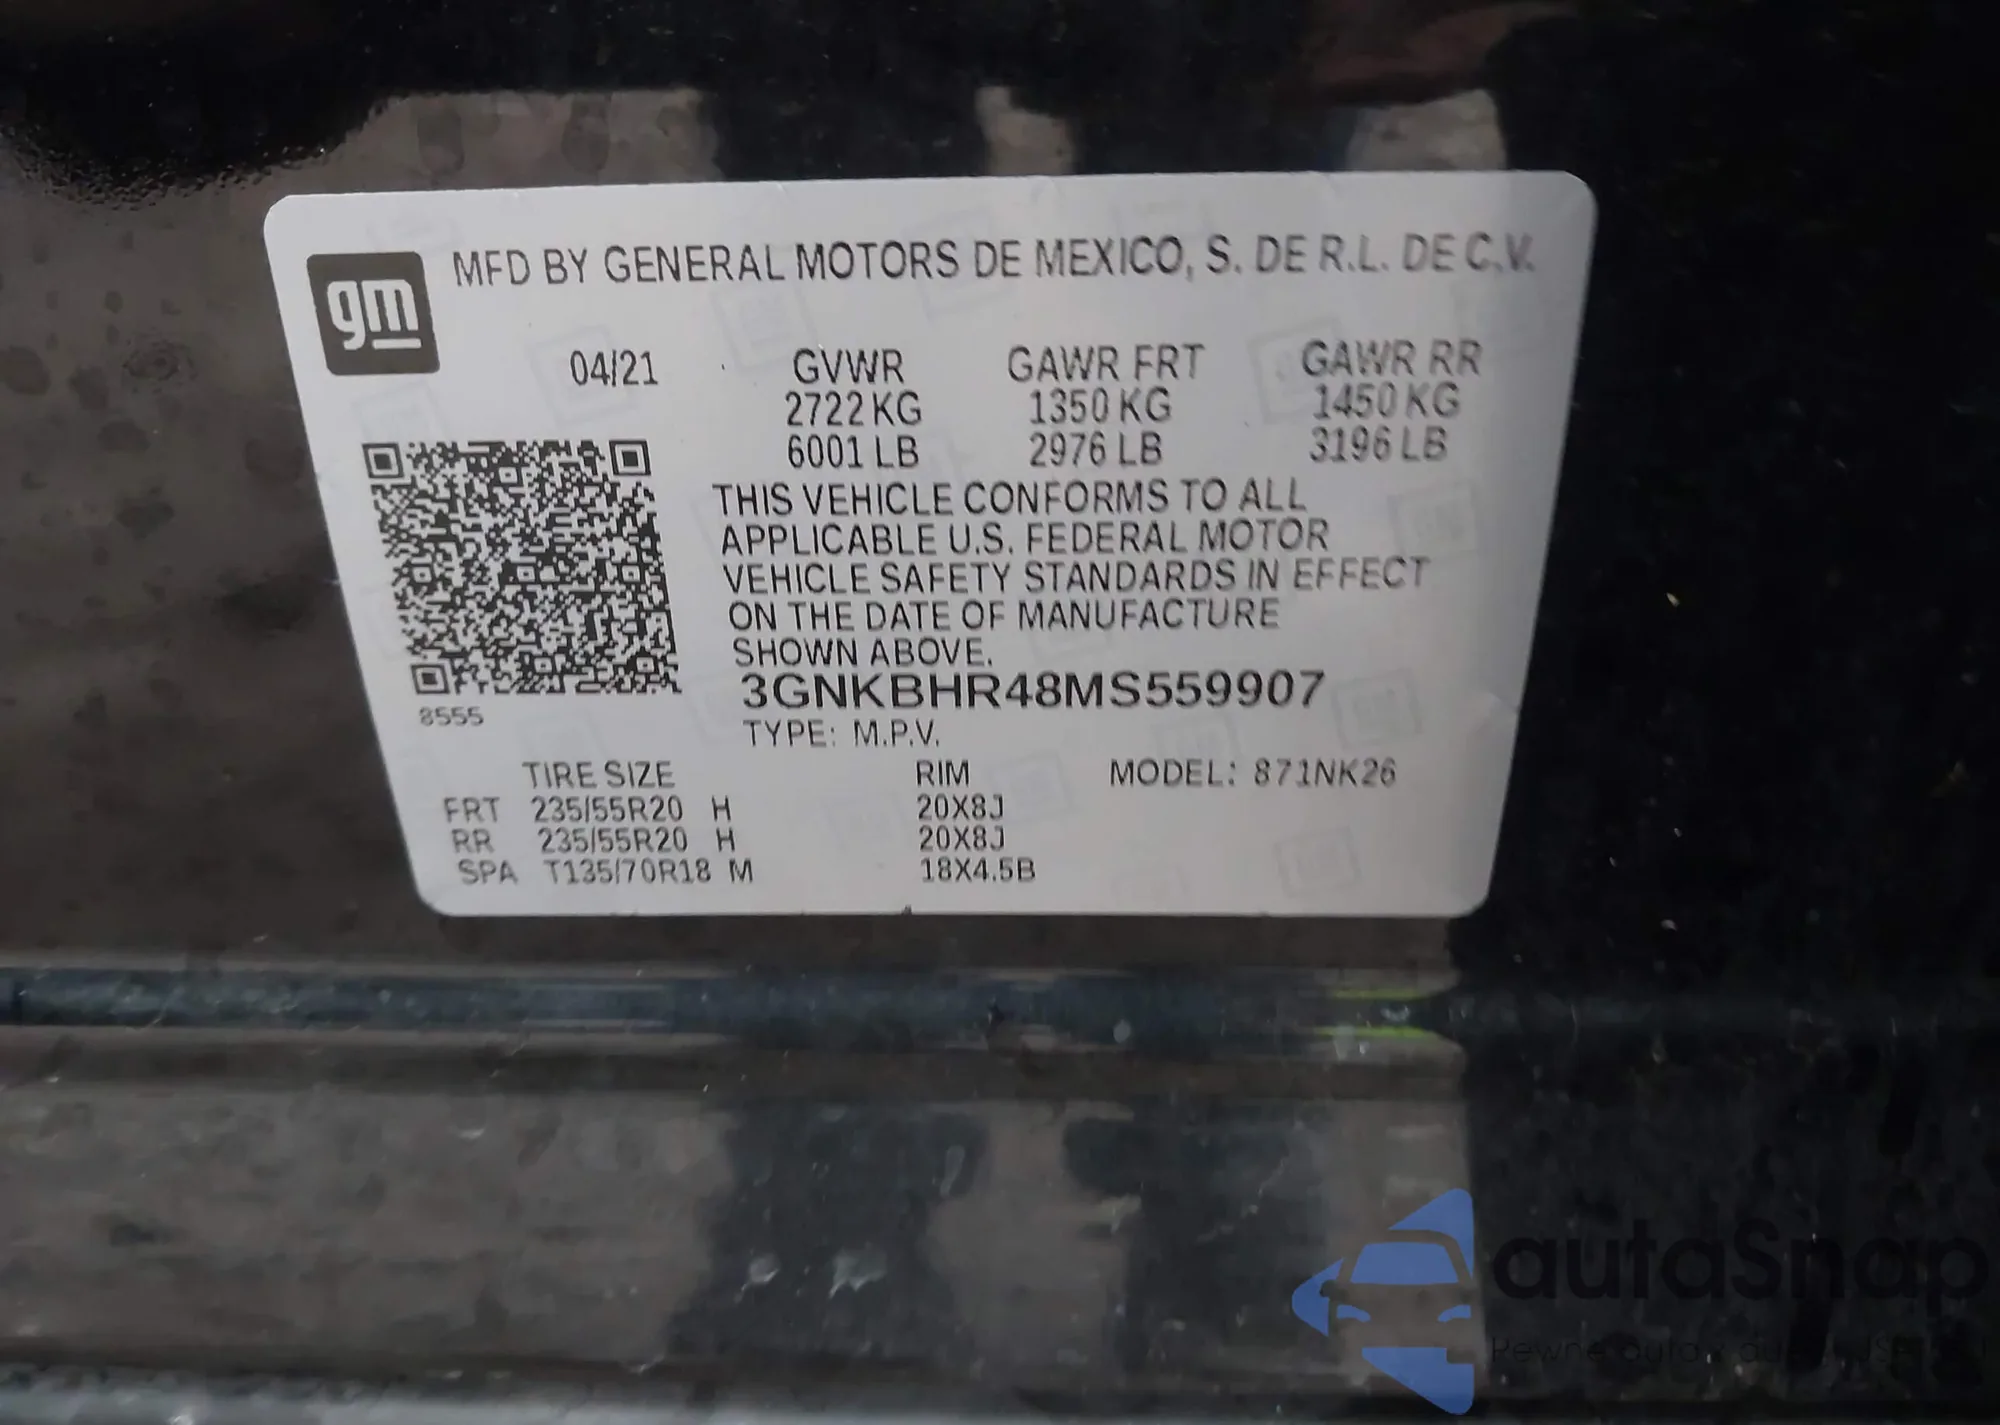 gm
MFD BY GENERAL MOTORS DE MEXICO, S. DE R.L. DE C.V.
04/21 GVWR GAWR FRT GAWR RR
2722 KG 1350 KG 1450 KG
6001 LB 2976 LB 3196 LB
THIS VEHICLE CONFORMS TO ALL
APPLICABLE U.S. FEDERAL MOTOR
VEHICLE SAFETY STANDARDS IN EFFECT
ON THE DATE OF MANUFACTURE
SHOWN ABOVE.
3GNKBHR48MS559907
8555
TYPE: M.P.V.
TIRE SIZE RIM MODEL: 871NK26
FRT 235/55R20 H 20X8J
RR 235/55R20 H 20X8J
SPA T135/70R18 M 18X4.5B
autaSnap
Pewne auta z